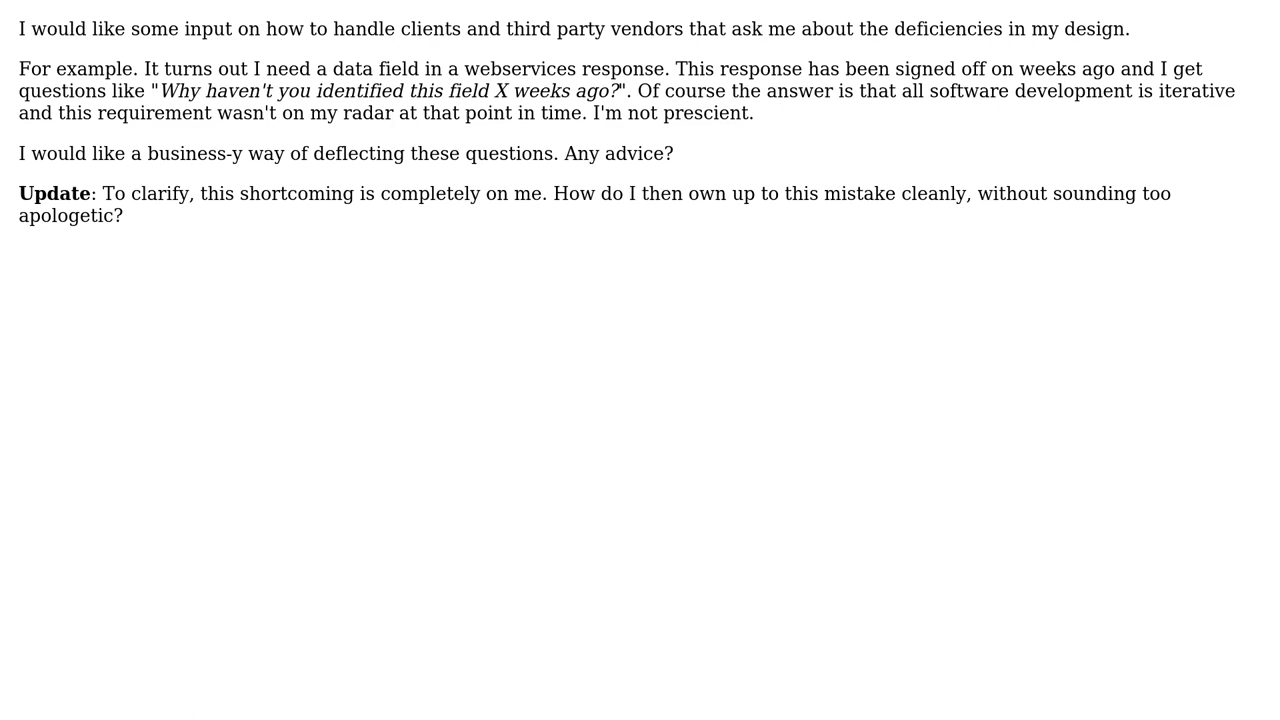 I would like some input on how to handle clients and third party vendors that ask me about the deficiencies in my design.
For example. It turns out I need a data field in a webservices response. This response has been signed off on weeks ago and I get
questions like "Why haven't you identified this field X weeks ago?". Of course the answer is that all software development is iterative
and this requirement wasn't on my radar at that point in time. I'm not prescient.
I would like a business-y way of deflecting these questions. Any advice?
Update: To clarify, this shortcoming is completely on me. How do I then own up to this mistake cleanly, without sounding too
apologetic?